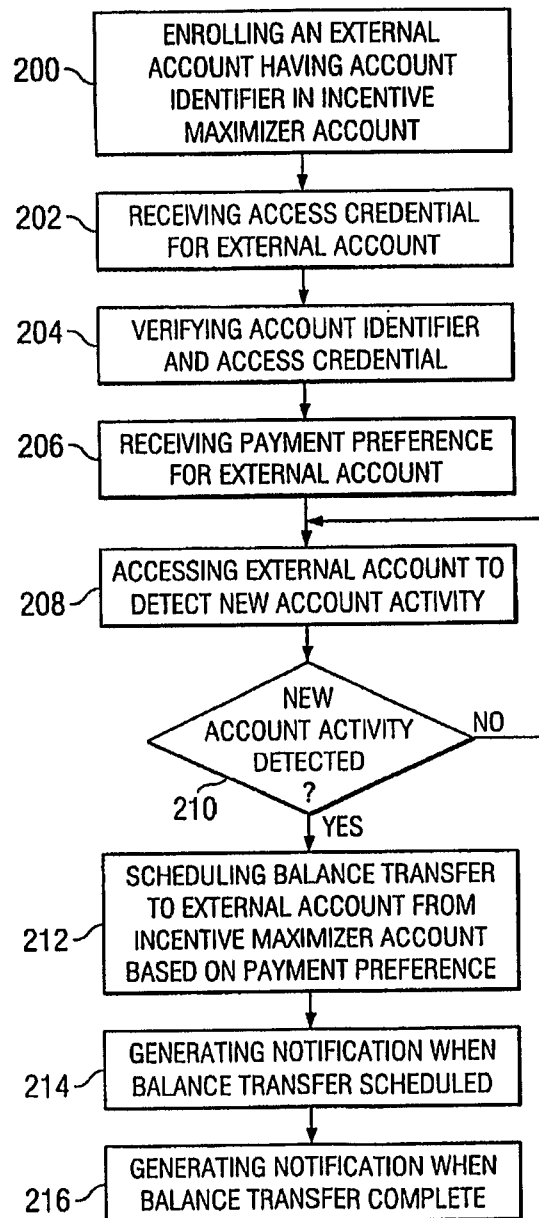 200
ENROLLING AN EXTERNAL
ACCOUNT HAVING ACCOUNT
IDENTIFIER IN INCENTIVE
MAXIMIZER ACCOUNT
202
RECEIVING ACCESS CREDENTIAL
FOR EXTERNAL ACCOUNT
204
VERIFYING ACCOUNT IDENTIFIER
AND ACCESS CREDENTIAL
206
RECEIVING PAYMENT PREFERENCE
FOR EXTERNAL ACCOUNT
208
ACCESSING EXTERNAL ACCOUNT TO
DETECT NEW ACCOUNT ACTIVITY
NEW
ACCOUNT ACTIVITY
DETECTED
?
NO
210
YES
212
SCHEDULING BALANCE TRANSFER
TO EXTERNAL ACCOUNT FROM
INCENTIVE MAXIMIZER ACCOUNT
BASED ON PAYMENT PREFERENCE
214
GENERATING NOTIFICATION WHEN
BALANCE TRANSFER SCHEDULED
216
GENERATING NOTIFICATION WHEN
BALANCE TRANSFER COMPLETE